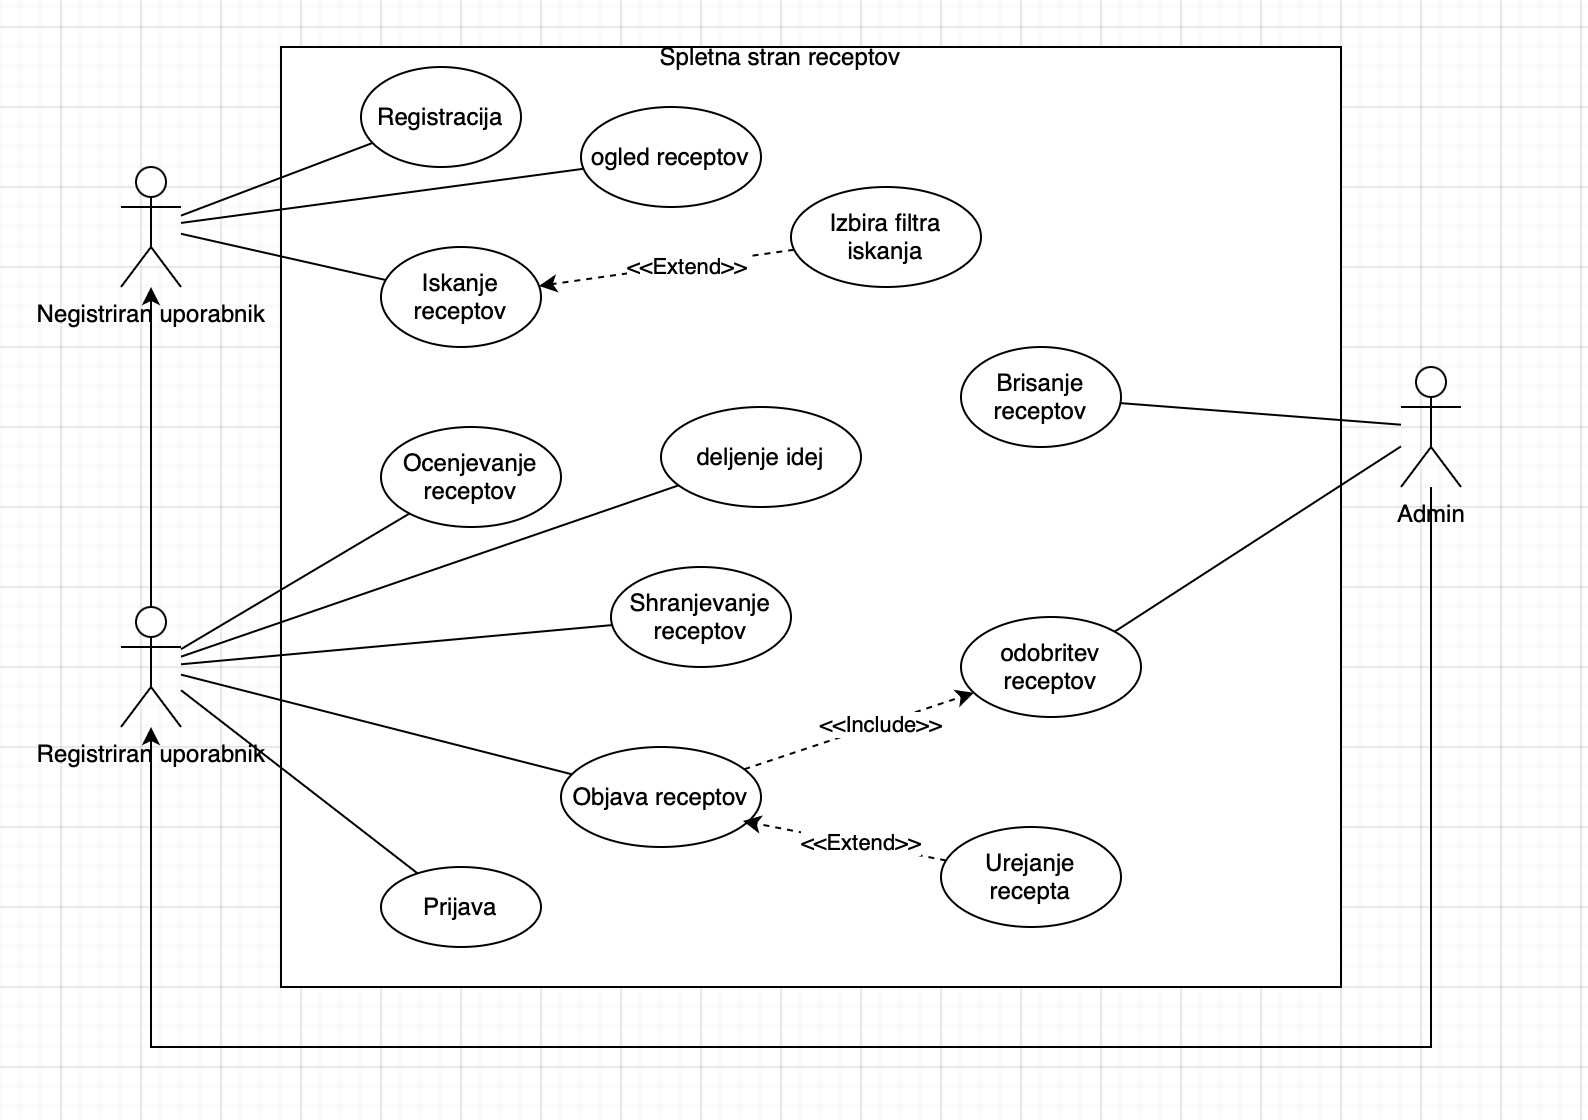 Spletna stran receptov
Registracija
ogled receptov
Izbira filtra
iskanja
<<Extend>>
Iskanje
receptov
Negistriran uporabnik
Brisanje
receptov
Ocenjevanje
receptov
deljenje idej
Admin
Shranjevanje
receptov
odobritev
receptov
<<Include>>
Registriran uporabnik
Objava receptov
<<Extend>>
Urejanje
recepta
Prijava